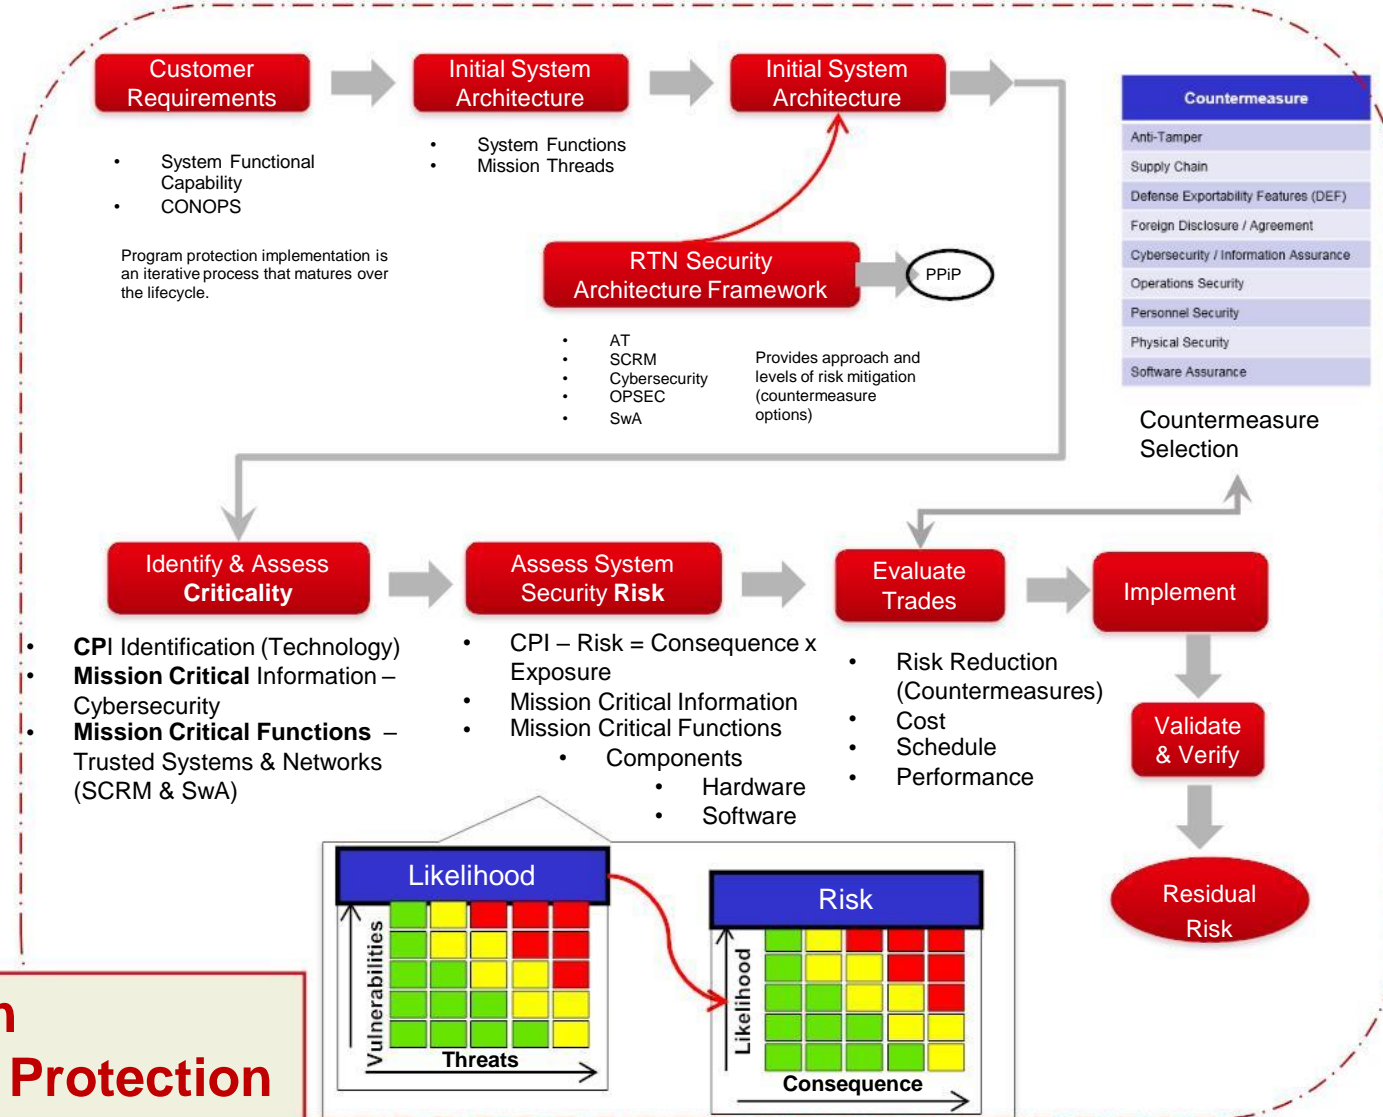 Customer
Requirements
Initial System
Architecture
Initial System
Architecture
• System Functional
Capability
• CONOPS
• System Functions
• Mission Threads
Program protection implementation is
an iterative process that matures over
the lifecycle.
RTN Security
Architecture Framework
PPiP
• AT
• SCRM
• Cybersecurity
• OPSEC
• SwA
Provides approach and
levels of risk mitigation
(countermeasure
options)
Countermeasure
Anti-Tamper
Supply Chain
Defense Exportability Features (DEF)
Foreign Disclosure / Agreement
Cybersecurity / Information Assurance
Operations Security
Personnel Security
Physical Security
Software Assurance
Countermeasure
Selection
Identify & Assess
Criticality
Assess System
Security Risk
Evaluate
Trades
Implement
• CPI Identification (Technology)
• Mission Critical Information –
Cybersecurity
• Mission Critical Functions –
Trusted Systems & Networks
(SCRM & SwA)
• CPI – Risk = Consequence x
Exposure
• Mission Critical Information
• Mission Critical Functions
• Components
• Hardware
• Software
• Risk Reduction
(Countermeasures)
• Cost
• Schedule
• Performance
Validate
& Verify
Residual
Risk
Likelihood
Vulnerabilities
Threats
Risk
Likelihood
Consequence
Protection